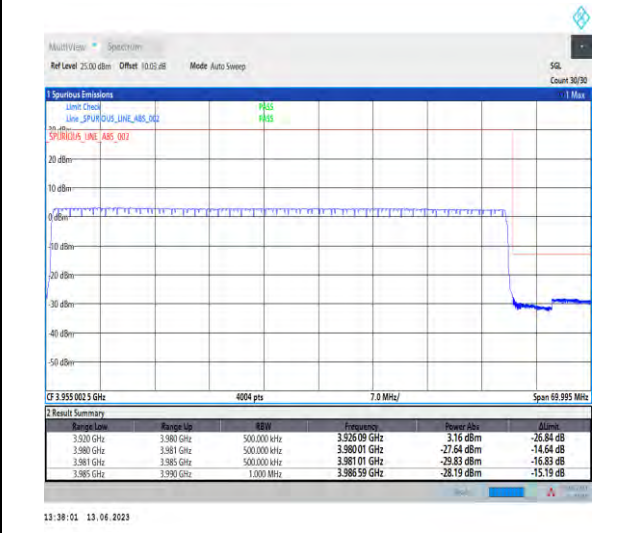 MultiView Spectrum
Ref Level 25.00 dBm Offset 10.03 dB Mode Auto Sweep SGL
Count 30/30
1 Spurious Emissions 1 Max
Limit Check PASS
Line _SPURIOUS_LINE_ABS_002 PASS
30 dBm
_SPURIOUS_LINE_ABS_002
20 dBm
10 dBm
0 dBm
-10 dBm
-20 dBm
-30 dBm
-40 dBm
-50 dBm
CF 3.955 002 5 GHz 4004 pts 7.0 MHz/ Span 69.995 MHz
2 Result Summary
Range Low Range Up RBW Frequency Power Abs ΔLimit
3.920 GHz 3.980 GHz 500.000 kHz 3.926 09 GHz 3.16 dBm -26.84 dB
3.980 GHz 3.981 GHz 500.000 kHz 3.980 01 GHz -27.64 dBm -14.64 dB
3.981 GHz 3.985 GHz 500.000 kHz 3.981 01 GHz -29.83 dBm -16.83 dB
3.985 GHz 3.990 GHz 1.000 MHz 3.986 59 GHz -28.19 dBm -15.19 dB
13:38:01 13.06.2023